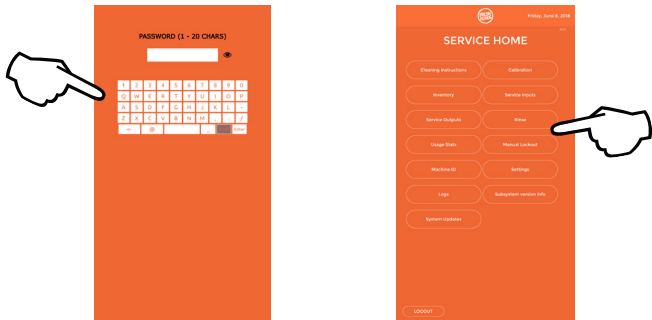 PASSWORD (1 - 20 CHARS)
1 2 3 4 5 6 7 8 9 0
Q W E R T Y U I O P
A S D F G H J K L -
Z X C V B N M , . /
@ , Enter
Friday, June 8, 2018
SERVICE HOME
Cleaning Instructions Calibration
Inventory Service Inputs
Service Outputs Rinse
Usage Stats Manual Lockout
Machine ID Settings
Logs Subsystem version info
System Updates
LOGOUT